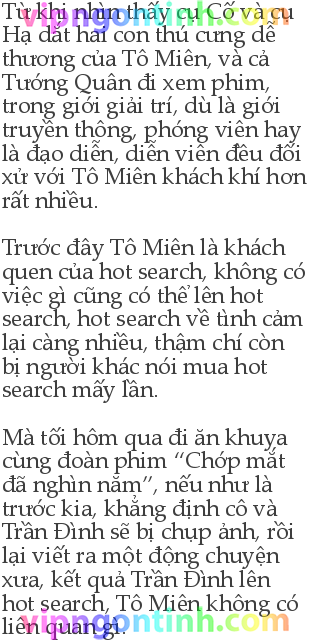 vipngontinh.com
Từ khi nhìn thấy cụ Cố và cụ
Hạ dắt hai con thú cưng dễ
thương của Tô Miên, và cả
Tướng Quân đi xem phim,
trong giới giải trí, dù là giới
truyền thông, phóng viên hay
là đạo diễn, diễn viên đều đối
xử với Tô Miên khách khí hơn
rất nhiều.
Trước đây Tô Miên là khách
quen của hot search, không có
việc gì cũng có thể lên hot
search, hot search về tình cảm
lại càng nhiều, thậm chí còn
bị người khác nói mua hot
search mấy lần.
Mà tối hôm qua đi ăn khuya
cùng đoàn phim “Chớp mắt
đã nghìn năm”, nếu như là
trước kia, khẳng định cô và
Trần Đình sẽ bị chụp ảnh, rồi
lại viết ra một động chuyện
xưa, kết quả Trần Đình lên
hot search, Tô Miên không có
liên quan gì.
vipngontinh.com